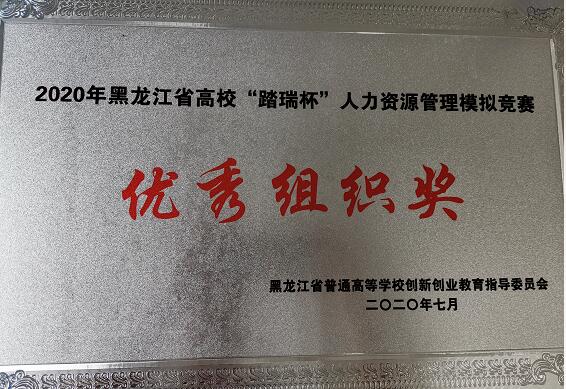 2020年黑龙江省高校“踏瑞杯”人力资源管理模拟竞赛
优秀组织奖
黑龙江省普通高等学校创新创业教育指导委员会
二〇二〇年七月